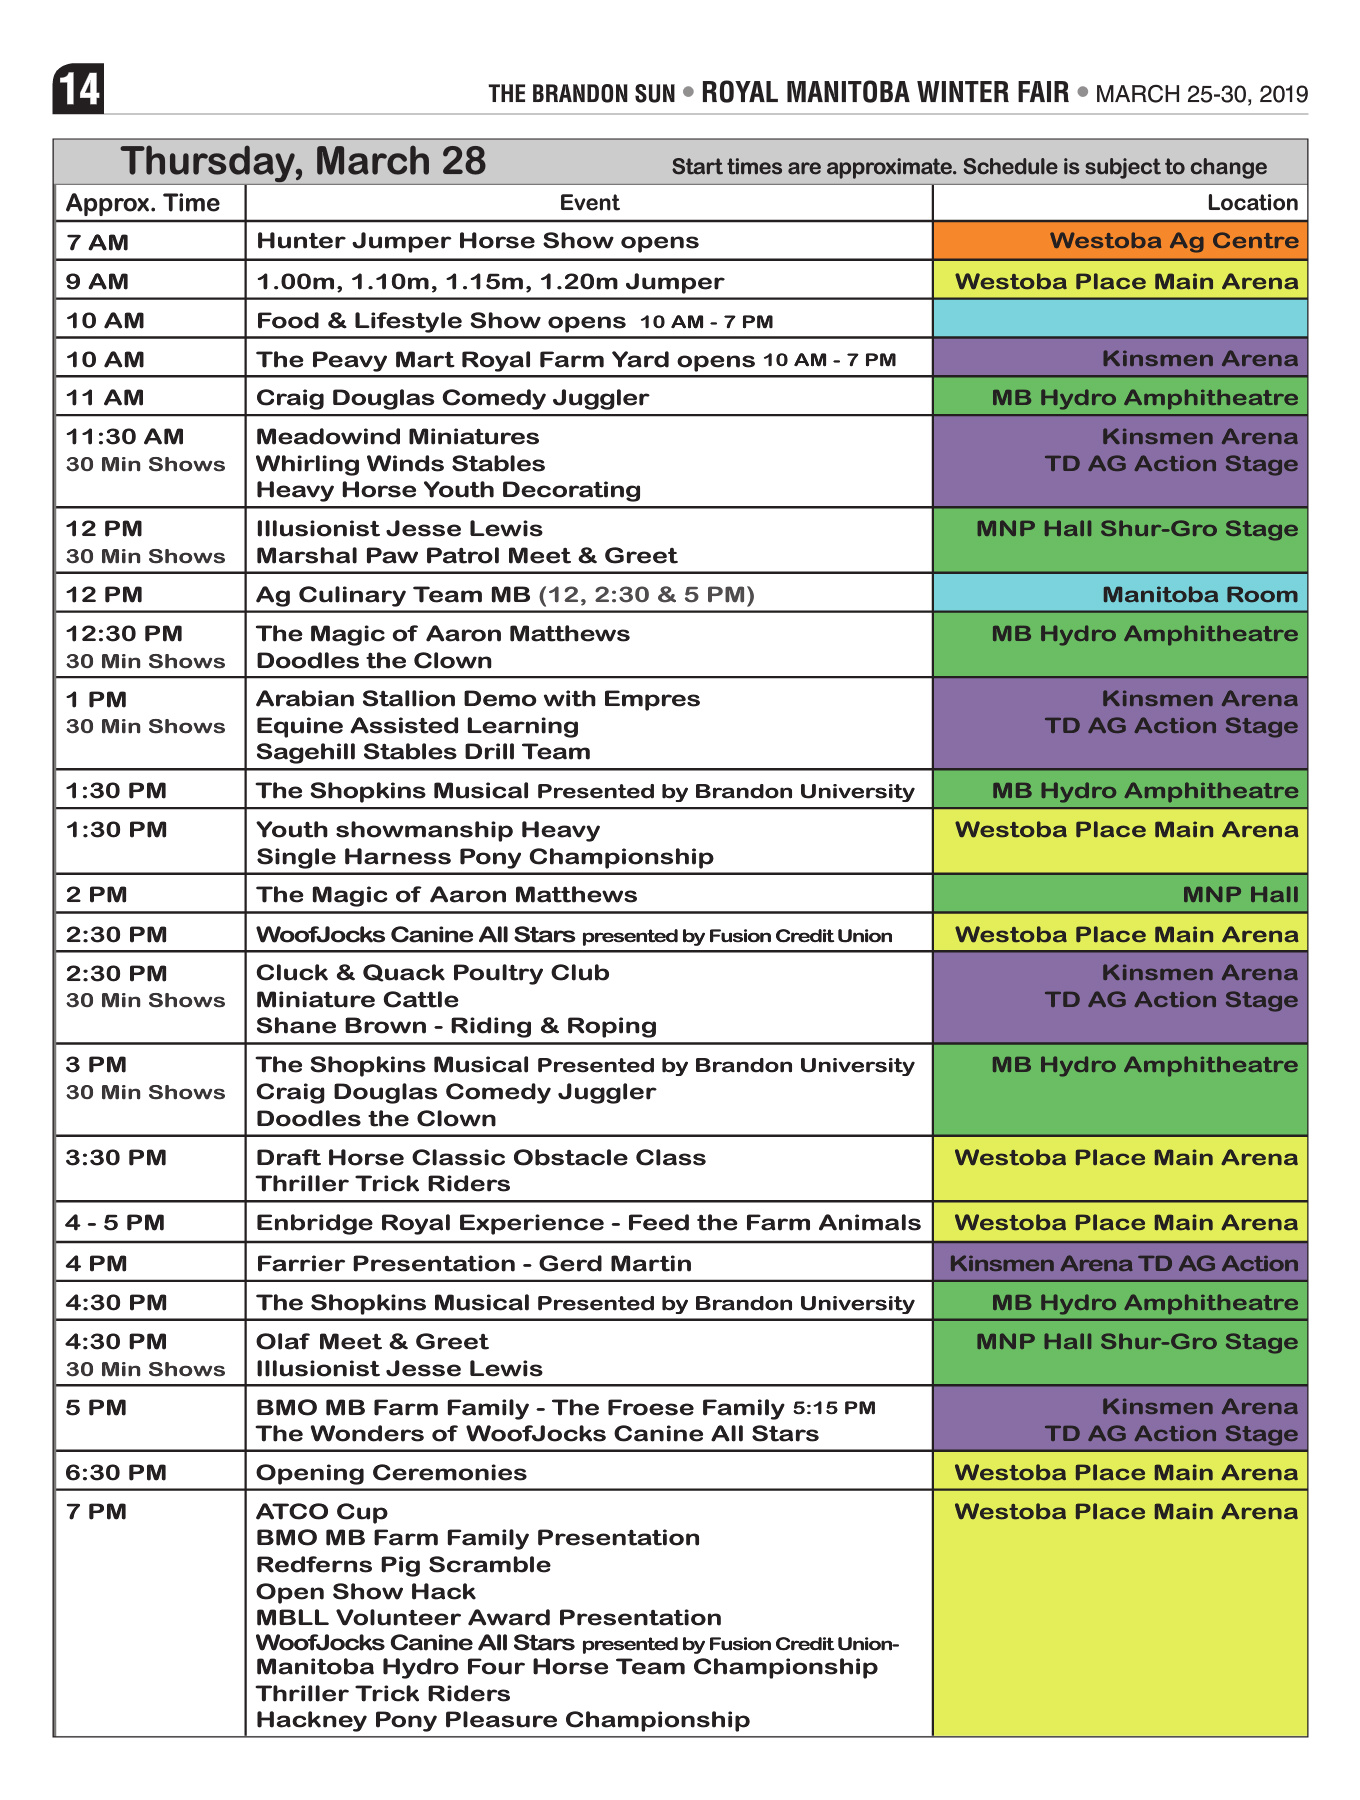 14
THE BRANDON SUN • ROYAL MANITOBA WINTER FAIR • MARCH 25-30, 2019
Thursday, March 28 Start times are approximate. Schedule is subject to change
Approx. Time Event Location
7 AM Hunter Jumper Horse Show opens Westoba Ag Centre
9 AM 1.00m, 1.10m, 1.15m, 1.20m Jumper Westoba Place Main Arena
10 AM Food & Lifestyle Show opens 10 AM - 7 PM
10 AM The Peavy Mart Royal Farm Yard opens 10 AM - 7 PM Kinsmen Arena
11 AM Craig Douglas Comedy Juggler MB Hydro Amphitheatre
11:30 AM Meadowind Miniatures Kinsmen Arena
30 Min Shows Whirling Winds Stables TD AG Action Stage
Heavy Horse Youth Decorating
12 PM Illusionist Jesse Lewis MNP Hall Shur-Gro Stage
30 Min Shows Marshal Paw Patrol Meet & Greet
12 PM Ag Culinary Team MB (12, 2:30 & 5 PM) Manitoba Room
12:30 PM The Magic of Aaron Matthews MB Hydro Amphitheatre
30 Min Shows Doodles the Clown
1 PM Arabian Stallion Demo with Empres Kinsmen Arena
30 Min Shows Equine Assisted Learning TD AG Action Stage
Sagehill Stables Drill Team
1:30 PM The Shopkins Musical Presented by Brandon University MB Hydro Amphitheatre
1:30 PM Youth showmanship Heavy Westoba Place Main Arena
Single Harness Pony Championship
2 PM The Magic of Aaron Matthews MNP Hall
2:30 PM WoofJocks Canine All Stars presented by Fusion Credit Union Westoba Place Main Arena
2:30 PM Cluck & Quack Poultry Club Kinsmen Arena
30 Min Shows Miniature Cattle TD AG Action Stage
Shane Brown - Riding & Roping
3 PM The Shopkins Musical Presented by Brandon University MB Hydro Amphitheatre
30 Min Shows Craig Douglas Comedy Juggler
Doodles the Clown
3:30 PM Draft Horse Classic Obstacle Class Westoba Place Main Arena
Thriller Trick Riders
4 - 5 PM Enbridge Royal Experience - Feed the Farm Animals Westoba Place Main Arena
4 PM Farrier Presentation - Gerd Martin Kinsmen Arena TD AG Action
4:30 PM The Shopkins Musical Presented by Brandon University MB Hydro Amphitheatre
4:30 PM Olaf Meet & Greet MNP Hall Shur-Gro Stage
30 Min Shows Illusionist Jesse Lewis
5 PM BMO MB Farm Family - The Froese Family 5:15 PM Kinsmen Arena
The Wonders of WoofJocks Canine All Stars TD AG Action Stage
6:30 PM Opening Ceremonies Westoba Place Main Arena
7 PM ATCO Cup Westoba Place Main Arena
BMO MB Farm Family Presentation
Redferns Pig Scramble
Open Show Hack
MBLL Volunteer Award Presentation
WoofJocks Canine All Stars presented by Fusion Credit Union-
Manitoba Hydro Four Horse Team Championship
Thriller Trick Riders
Hackney Pony Pleasure Championship